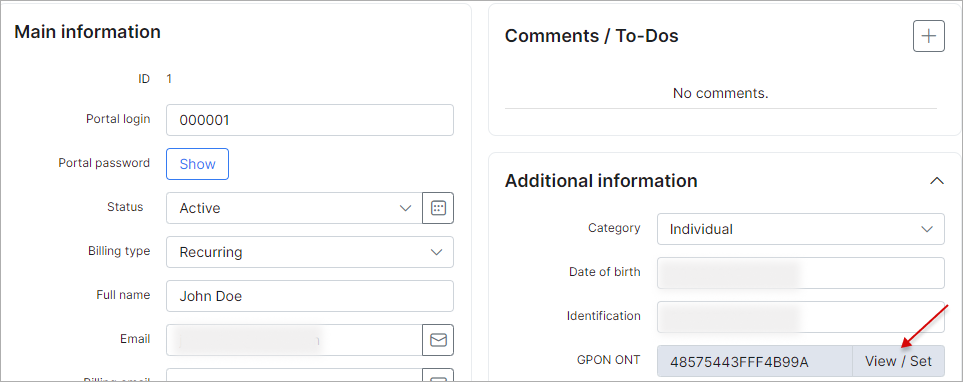 Main information
ID 1
Portal login 000001
Portal password Show
Status Active
Billing type Recurring
Full name John Doe
Email
Billing email
Comments / To-Dos
No comments.
Additional information
Category Individual
Date of birth
Identification
GPON ONT 48575443FFF4B99A View / Set